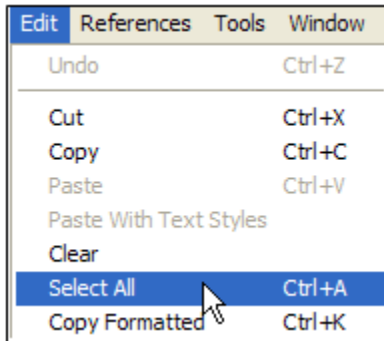 Edit References Tools Window
Undo Ctrl+Z
Cut Ctrl+X
Copy Ctrl+C
Paste Ctrl+V
Paste With Text Styles
Clear
Select All Ctrl+A
Copy Formatted Ctrl+K